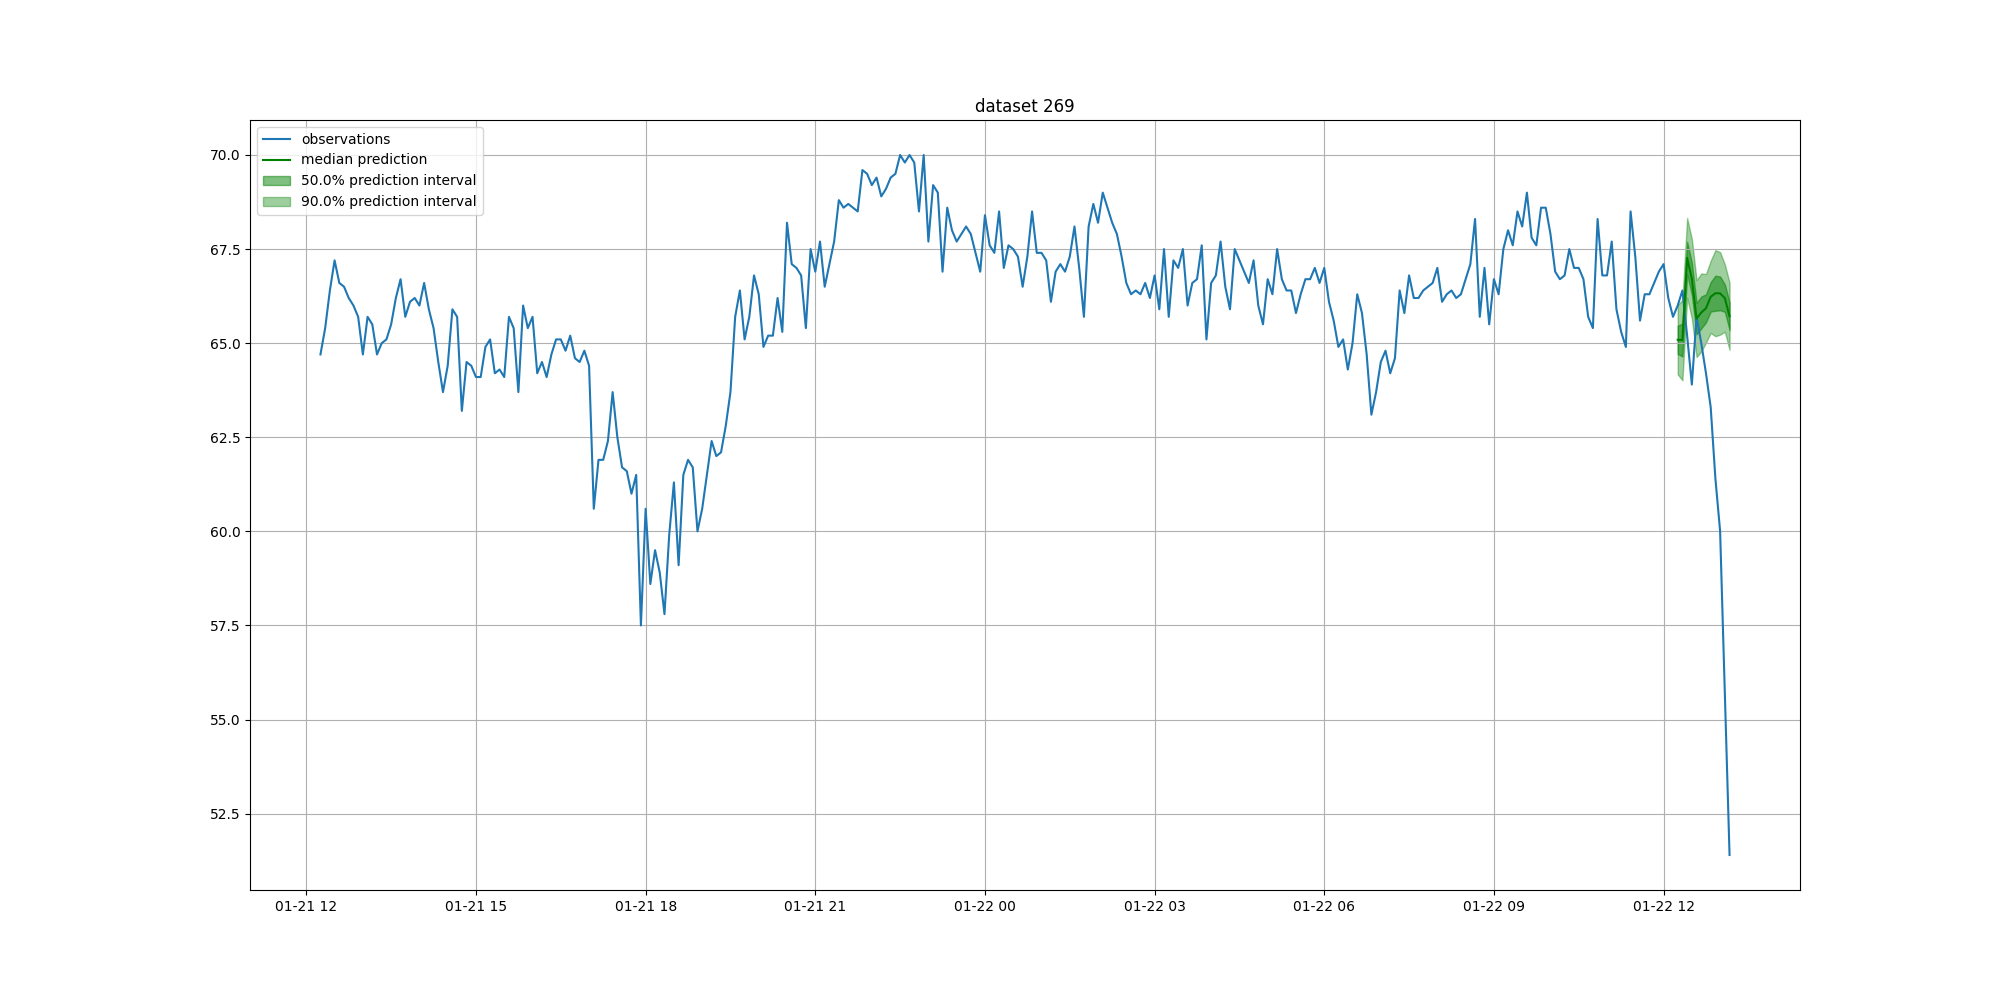 dataset 269
observations
median prediction
50.0% prediction interval
90.0% prediction interval
70.0
67.5
65.0
62.5
60.0
57.5
55.0
52.5
01-21 12 01-21 15 01-21 18 01-21 21 01-22 00 01-22 03 01-22 06 01-22 09 01-22 12